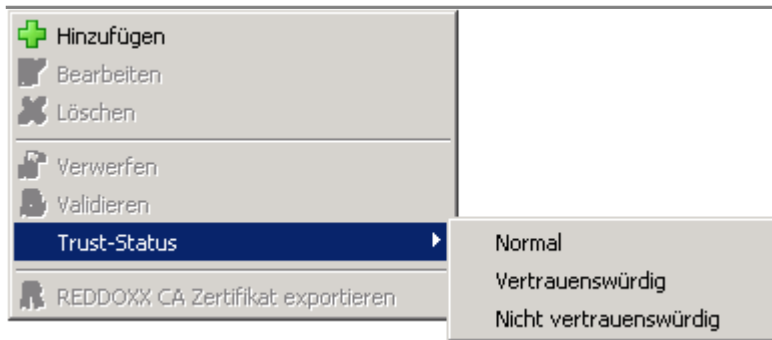 Hinzufügen
Bearbeiten
Löschen
Verwerfen
Validieren
Trust-Status
Normal
Vertrauenswürdig
Nicht vertrauenswürdig
REDDOXX CA Zertifikat exportieren